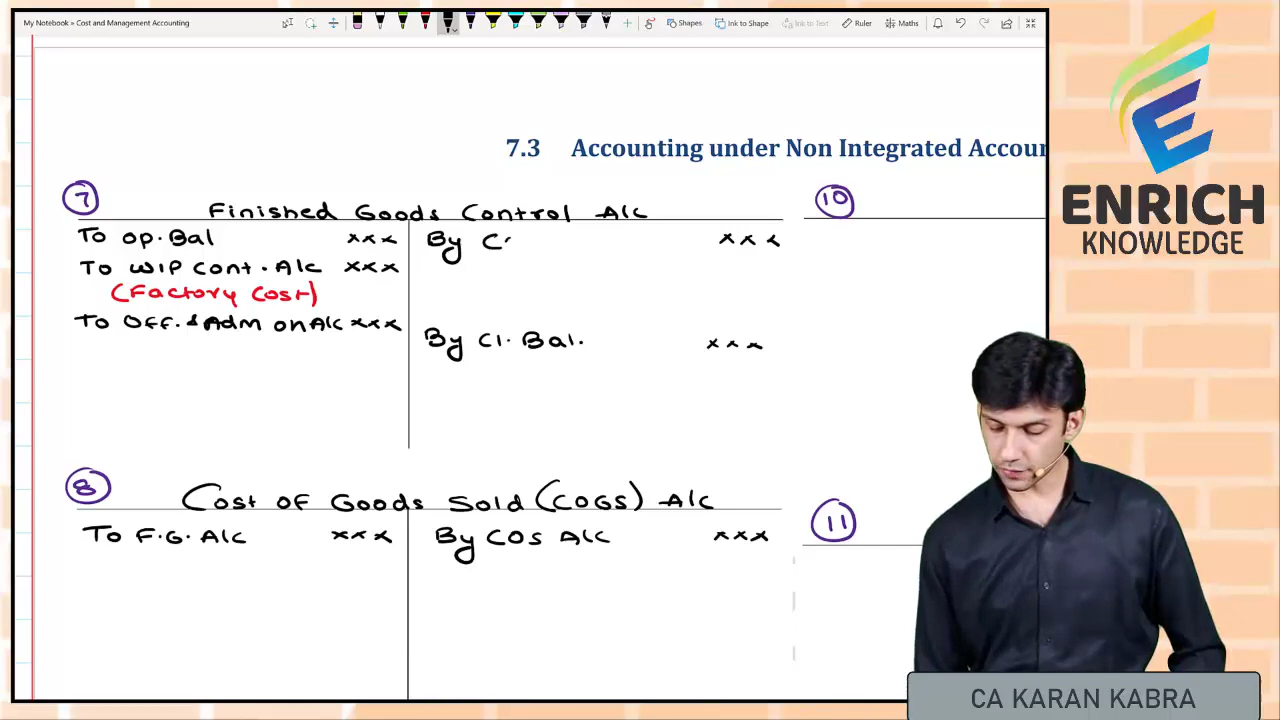 My Notebook » Cost and Management Accounting
Shapes
Ink to Shape
Ink to Text
Ruler
Maths
7.3 Accounting under Non Integrated Accoun
7
Finished Goods Control A/c
To Op. Bal xxx
To WIP Cont. A/c xxx
(Factory Cost)
To Off. & Adm OH A/c xxx
By C
xxx
By Cl. Bal. xxx
8
Cost of Goods Sold (COGS) A/c
To F.G. A/c xxx
By COS A/c xxx
10
11
ENRICH
KNOWLEDGE
CA KARAN KABRA